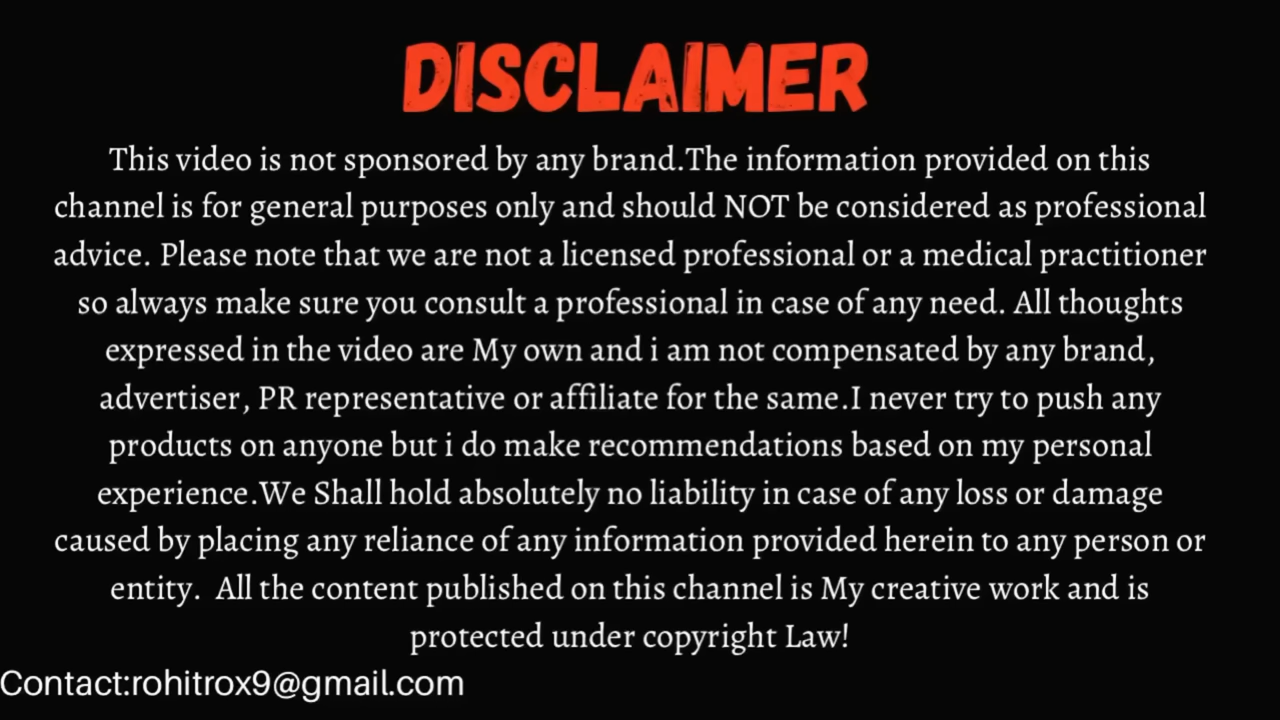 DISCLAIMER
This video is not sponsored by any brand.The information provided on this
channel is for general purposes only and should NOT be considered as professional
advice. Please note that we are not a licensed professional or a medical practitioner
so always make sure you consult a professional in case of any need. All thoughts
expressed in the video are My own and i am not compensated by any brand,
advertiser, PR representative or affiliate for the same.I never try to push any
products on anyone but i do make recommendations based on my personal
experience.We Shall hold absolutely no liability in case of any loss or damage
caused by placing any reliance of any information provided herein to any person or
entity.  All the content published on this channel is My creative work and is
protected under copyright Law!
Contact:rohitrox9@gmail.com